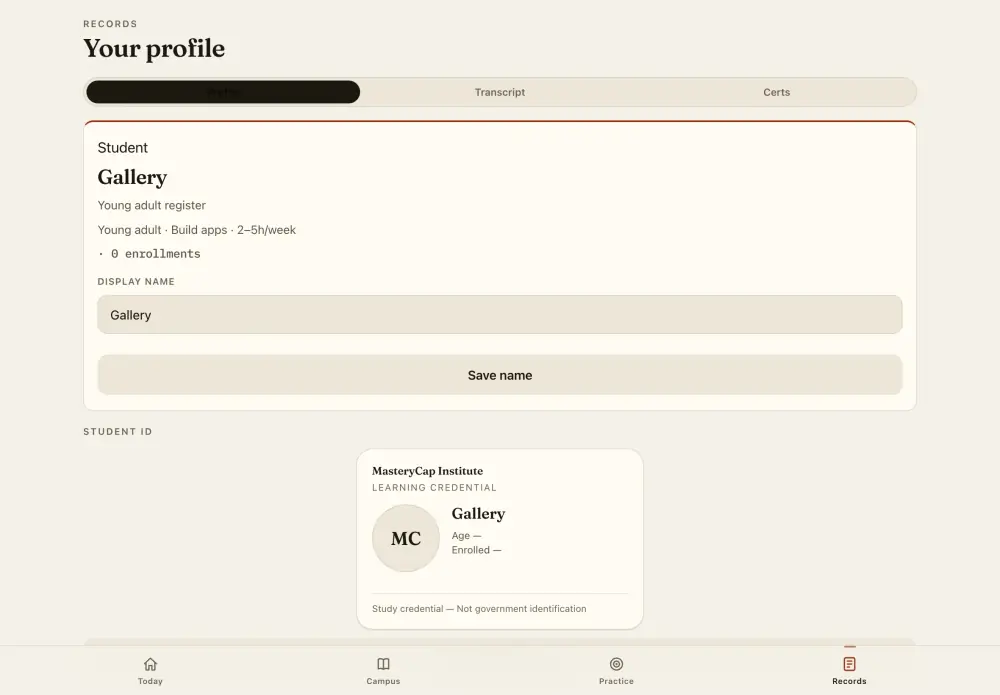 RECORDS
Your profile
Transcript
Certs
Student
Gallery
Young adult register
Young adult · Build apps · 2–5h/week
· 0 enrollments
DISPLAY NAME
Gallery
Save name
STUDENT ID
MasteryCap Institute
LEARNING CREDENTIAL
MC
Gallery
Age —
Enrolled —
Study credential — Not government identification
Today
Campus
Practice
Records